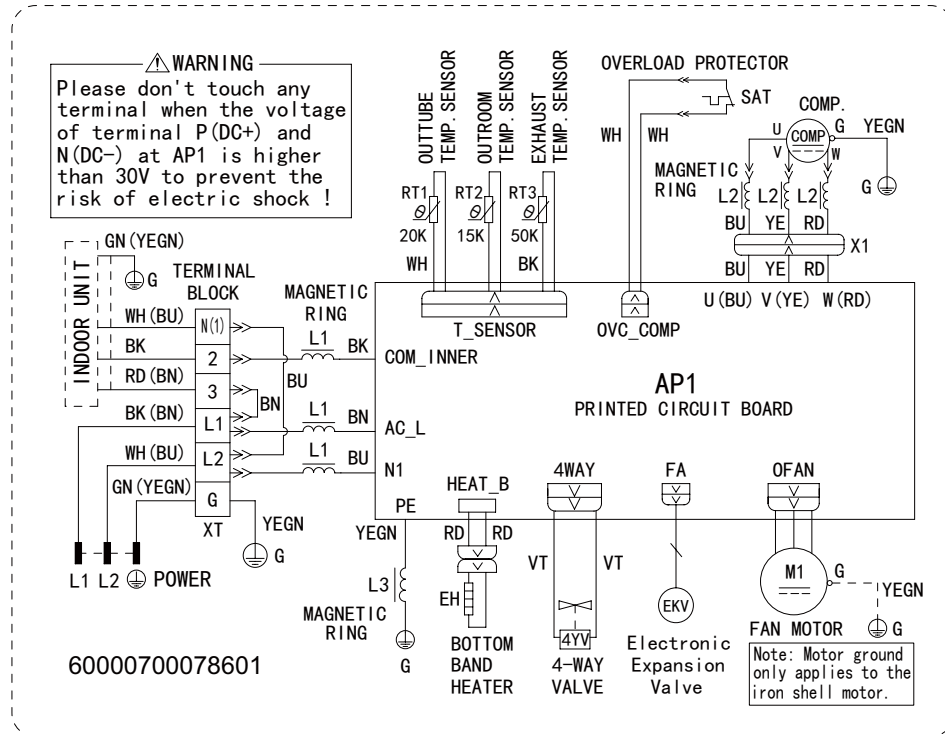 WARNING
Please don't touch any
terminal when the voltage
of terminal P(DC+) and
N(DC-) at AP1 is higher
than 30V to prevent the
risk of electric shock !
OUTTUBE
TEMP. SENSOR
OUTROOM
TEMP. SENSOR
EXHAUST
TEMP. SENSOR
RT1
RT2
RT3
θ
θ
θ
20K
15K
50K
WH
BK
T_SENSOR
OVERLOAD PROTECTOR
SAT
WH
WH
OVC_COMP
COMP.
U
COMP
G
YEGN
V
W
G
MAGNETIC
RING
L2
L2
L2
BU
YE
RD
X1
BU
YE
RD
U(BU)
V(YE)
W(RD)
INDOOR UNIT
GN(YEGN)
G
TERMINAL
BLOCK
WH(BU)
N(1)
BK
2
RD(BN)
3
BK(BN)
L1
WH(BU)
L2
GN(YEGN)
G
XT
YEGN
G
L1
L2
POWER
BU
BN
MAGNETIC
RING
L1
BK
COM_INNER
L1
BN
AC_L
L1
BU
N1
AP1
PRINTED CIRCUIT BOARD
PE
YEGN
L3
MAGNETIC
RING
G
HEAT_B
RD
RD
EH
BOTTOM
BAND
HEATER
4WAY
VT
VT
4YV
4-WAY
VALVE
FA
EKV
Electronic
Expansion
Valve
OFAN
M1
G
YEGN
FAN MOTOR
G
Note: Motor ground
only applies to the
iron shell motor.
60000700078601